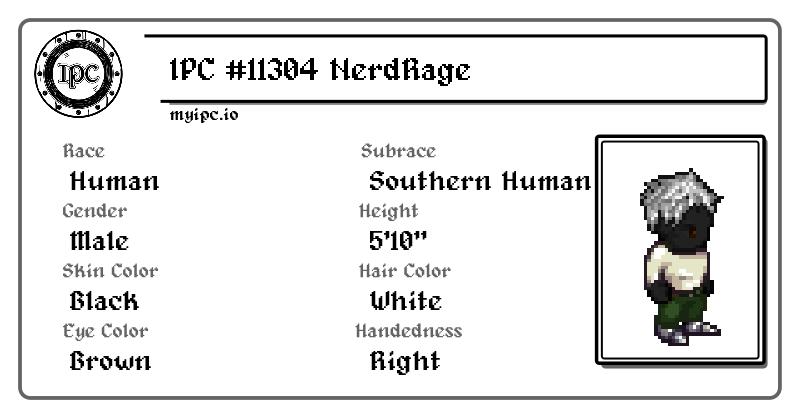 IPC
IPC #11304 NerdRage
myipc.io
Race
Human
Subrace
Southern Human
Gender
Male
Height
5'10"
Skin Color
Black
Hair Color
White
Eye Color
Brown
Handedness
Right